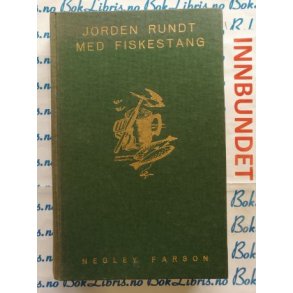 JORDEN RUNDT
MED FISKESTANG
NEGLEY FARSON
INNBUNDET
BokLibris.no